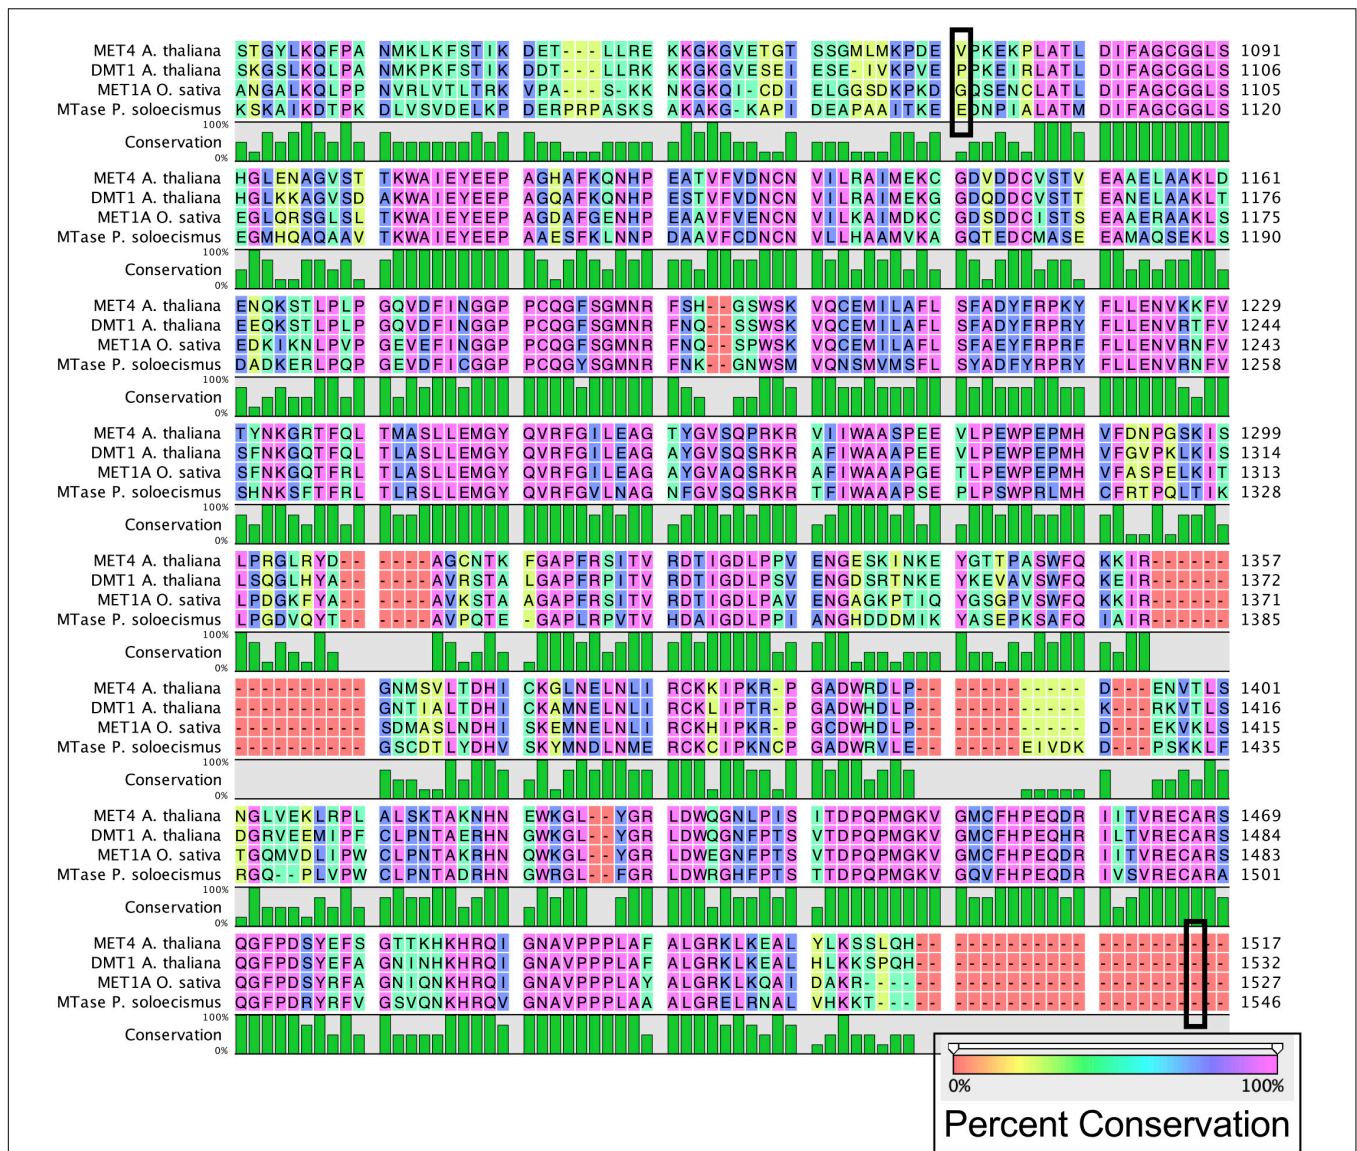 MET4 A. thaliana STGYLKQFPA NMKLKFSTIK DET---LLRE KKGKGVETGT SSGMLMKPDE VPKEKPLATL DIFAGCGGLS 1091
DMT1 A. thaliana SKGSLKQLPA NMKPKFSTIK DDT---LLRK KKGKGVESEI ESE-IVKPVE PPKEIRLATL DIFAGCGGLS 1106
MET1A O. sativa ANGALKQLPP NVRLVTLTRK VPA---S-KK NKGKQI-CDI ELGGSDKPKD GQSENCLATL DIFAGCGGLS 1105
MTase P. soloecismus KSKAIKDTPK DLVSVDELKP DERPRPASKS AKAKG-KAPI DEAPAAITKE EDNPIALATM DIFAGCGGLS 1120
100%
Conservation
0%
MET4 A. thaliana HGLENAGVST TKWAIEYEEP AGHAFKQNHP EATVFVDNCN VILRAIMEKC GDVDDCVSTV EAAELAAKLD 1161
DMT1 A. thaliana HGLKKAGVSD AKWAIEYEEP AGQAFKQNHP ESTVFVDNCN VILRAIMEKG GDQDDCVSTT EANELAAKLT 1176
MET1A O. sativa EGLQRSGLSL TKWAIEYEEP AGDAFGENHP EAAVFVENCN VILKAIMDKC GDSDDCISTS EAAERAAKLS 1175
MTase P. soloecismus EGMHQAQAAV TKWAIEYEEP AAESFKLNNP DAAVFCDNCN VLLHAAMVKA GQTEDCMASE EAMAQSEKLS 1190
100%
Conservation
0%
MET4 A. thaliana ENQKSTLPLP GQVDFINGGP PCQGFSGMNR FSH--GSWSK VQCEMILAFL SFADYFRPKY FLLENVKKFV 1229
DMT1 A. thaliana EEQKSTLPLP GQVDFINGGP PCQGFSGMNR FNQ--SSWSK VQCEMILAFL SFADYFRPRY FLLENVRTFV 1244
MET1A O. sativa EDKIKNLPVP GEVEFINGGP PCQGFSGMNR FNQ--SPWSK VQCEMILAFL SFAEYFRPRF FLLENVRNFV 1243
MTase P. soloecismus DADKERLPQP GEVDFICGGP PCQGYSGMNR FNK--GNWSM VQNSMVMSFL SYADFYRPRY FLLENVRNFV 1258
100%
Conservation
0%
MET4 A. thaliana TYNKGRTFQL TMASLLEMGY QVRFGILEAG TYGVSQPRKR VIIWAASPEE VLPEWPEPMH VFDNPGSKIS 1299
DMT1 A. thaliana SFNKGQTFQL TLASLLEMGY QVRFGILEAG AYGVSQSRKR AFIWAAAPEE VLPEWPEPMH VFGVPKLKIS 1314
MET1A O. sativa SFNKGQTFRL TLASLLEMGY QVRFGILEAG AYGVAQSRKR AFIWAAAPGE TLPEWPEPMH VFASPELKIT 1313
MTase P. soloecismus SHNKSFTFRL TLRSLLEMGY QVRFGVLNAG NFGVSQSRKR TFIWAAAPSE PLPSWPRLMH CFRTPQLTIK 1328
100%
Conservation
0%
MET4 A. thaliana LPRGLRYD-- ----AGCNTK FGAPFRSITV RDTIGDLPPV ENGESKINKE YGTTPASWFQ KKIR------ 1357
DMT1 A. thaliana LSQGLHYA-- ----AVRSTA LGAPFRPITV RDTIGDLPSV ENGDSRTNKE YKEVAVSWFQ KEIR------ 1372
MET1A O. sativa LPDGKFYA-- ----AVKSTA AGAPFRSITV RDTIGDLPAV ENGAGKPTIQ YGSGPVSWFQ KKIR------ 1371
MTase P. soloecismus LPGDVQYT-- ----AVPQTE -GAPLRPVTV HDAIGDLPPI ANGHDDDMIK YASEPKSAFQ IAIR------ 1385
100%
Conservation
0%
MET4 A. thaliana ---------- GNMSVLTDHI CKGLNELNLI RCKKIPKR-P GADWRDLP-- ---------- D---ENVTLS 1401
DMT1 A. thaliana ---------- GNTIALTDHI CKAMNELNLI RCKLIPTR-P GADWHDLP-- ---------- K---RKVTLS 1416
MET1A O. sativa ---------- SDMASLNDHI SKEMNELNLI RCKHIPKR-P GCDWHDLP-- ---------- D---EKVKLS 1415
MTase P. soloecismus ---------- GSCDTLYDHV SKYMNDLNME RCKCIPKNCP GADWRVLE-- -----EIVDK D---PSKKLF 1435
100%
Conservation
0%
MET4 A. thaliana NGLVEKLRPL ALSKTAKNHN EWKGL--YGR LDWQGNLPIS ITDPQPMGKV GMCFHPEQDR IITVRECARS 1469
DMT1 A. thaliana DGRVEEMIPF CLPNTAERHN GWKGL--YGR LDWQGNFPTS VTDPQPMGKV GMCFHPEQHR ILTVRECARS 1484
MET1A O. sativa TGQMVDLIPW CLPNTAKRHN QWKGL--YGR LDWEGNFPTS VTDPQPMGKV GMCFHPEQDR IITVRECARS 1483
MTase P. soloecismus RGQ--PLVPW CLPNTADRHN GWRGL--FGR LDWRGHFPTS TTDPQPMGKV GQVFHPEQDR IVSVRECARA 1501
100%
Conservation
0%
MET4 A. thaliana QGFPDSYEFS GTTKHKHRQI GNAVPPPLAF ALGRKLKEAL YLKSSLQH-- ---------- ---------- 1517
DMT1 A. thaliana QGFPDSYEFA GNINHKHRQI GNAVPPPLAF ALGRKLKEAL HLKKSPQH-- ---------- ---------- 1532
MET1A O. sativa QGFPDSYRFA GNIQNKHRQI GNAVPPPLAY ALGRKLKQAI DAKR------ ---------- ---------- 1527
MTase P. soloecismus QGFPDRYRFV GSVQNKHRQV GNAVPPPLAA ALGRELRNAL VHKKT----- ---------- ---------- 1546
100%
Conservation
0%
0% 100%
Percent Conservation